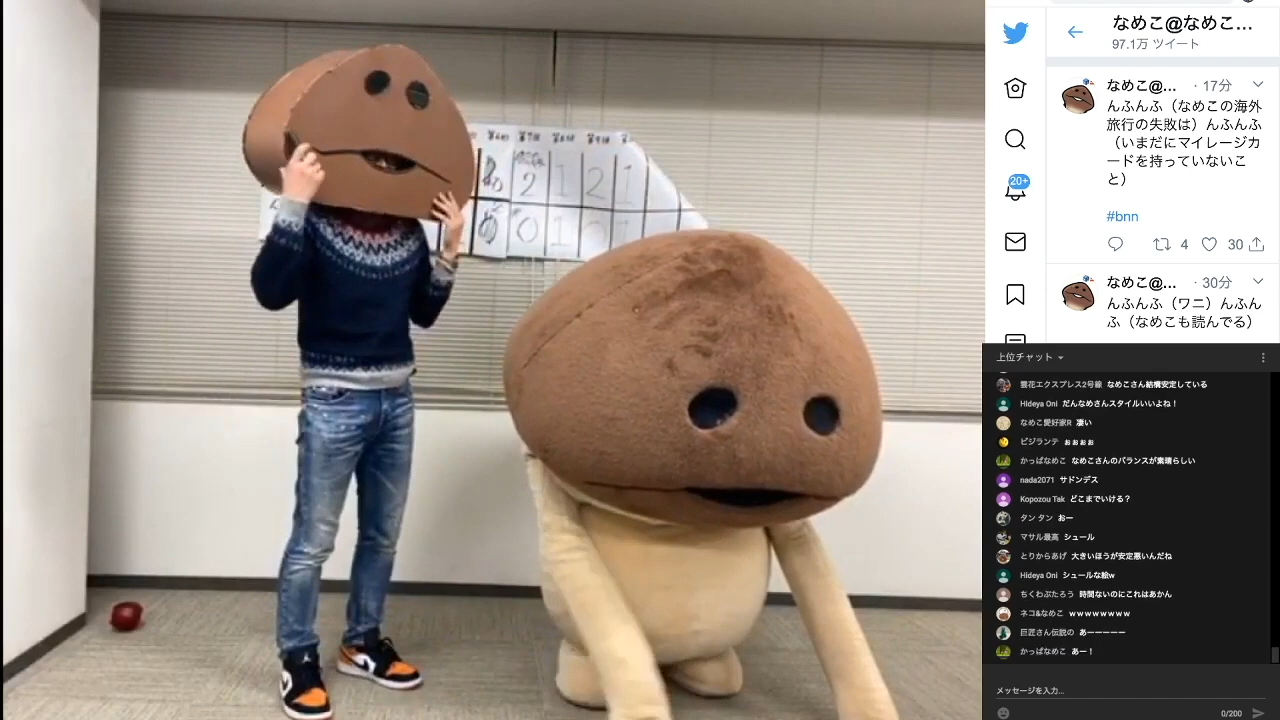 なめこ@なめこ...
97.1万 ツイート
なめこ@... · 17分
んふんふ（なめこの海外
旅行の失敗は）んふんふ
（いまだにマイレージカ
ードを持っていないこ
と）
#bnn
4 30
20+
なめこ@... · 30分
んふんふ（ワニ）んふん
ふ（なめこも読んでる）
2 1 2 1
0 1 0 1
上位チャット
雲花エクスプレス2号線 なめこさん結構安定している
Hideya Oni だんなめさんスタイルいいよね！
なめこ愛好家R 凄い
ビジランテ ぉぉぉぉ
かっぱなめこ なめこさんのバランスが素晴らしい
nada2071 サドンデス
Kopozou Tak どこまでいける？
タン タン おー
マサル最高 シュール
とりからあげ 大きいほうが安定悪いんだね
Hideya Oni シュールな絵w
ちくわぶたろう 時間ないのにこれはあかん
ネコ&なめこ ｗｗｗｗｗｗｗｗ
巨匠さん伝説の あーーーーー
かっぱなめこ あー！
メッセージを入力...
0/200